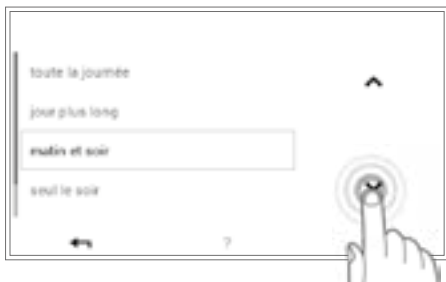 toute la journée
jour plus long
matin et soir
seul le soir
?